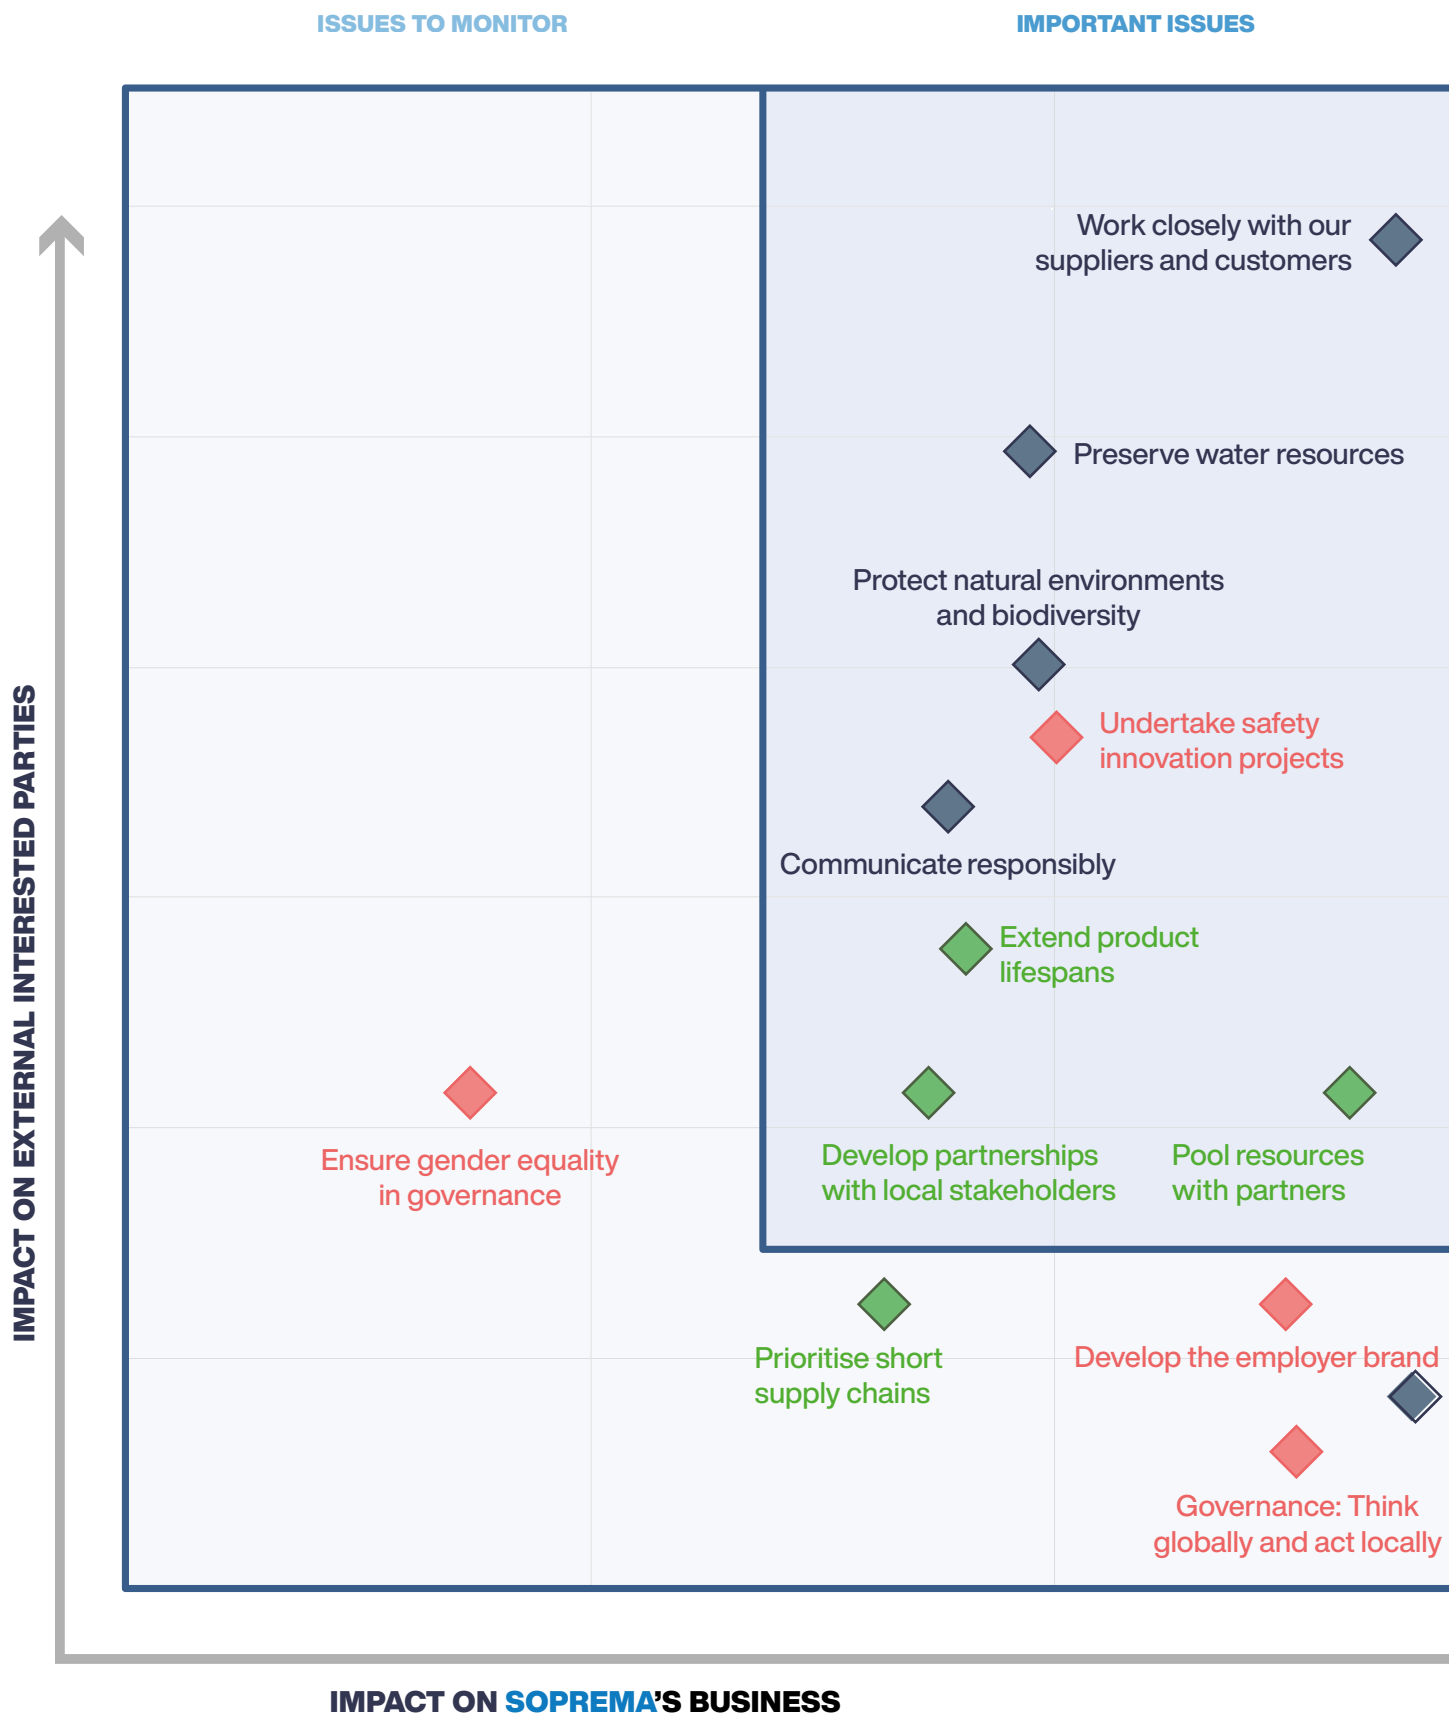 ISSUES TO MONITOR
IMPORTANT ISSUES
Work closely with our
suppliers and customers
Preserve water resources
Protect natural environments
and biodiversity
Undertake safety
innovation projects
Communicate responsibly
Extend product
lifespans
Ensure gender equality
in governance
Develop partnerships
with local stakeholders
Pool resources
with partners
Prioritise short
supply chains
Develop the employer brand
Governance: Think
globally and act locally
IMPACT ON EXTERNAL INTERESTED PARTIES
IMPACT ON SOPREMA'S BUSINESS